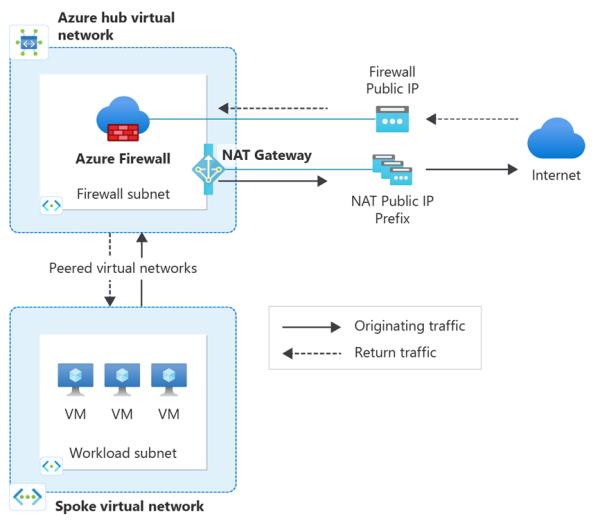 Azure hub virtual
network
Firewall
Public IP
Azure Firewall
NAT Gateway
Internet
Firewall subnet
NAT Public IP
Prefix
Peered virtual networks
Originating traffic
Return traffic
VM VM VM
Workload subnet
Spoke virtual network